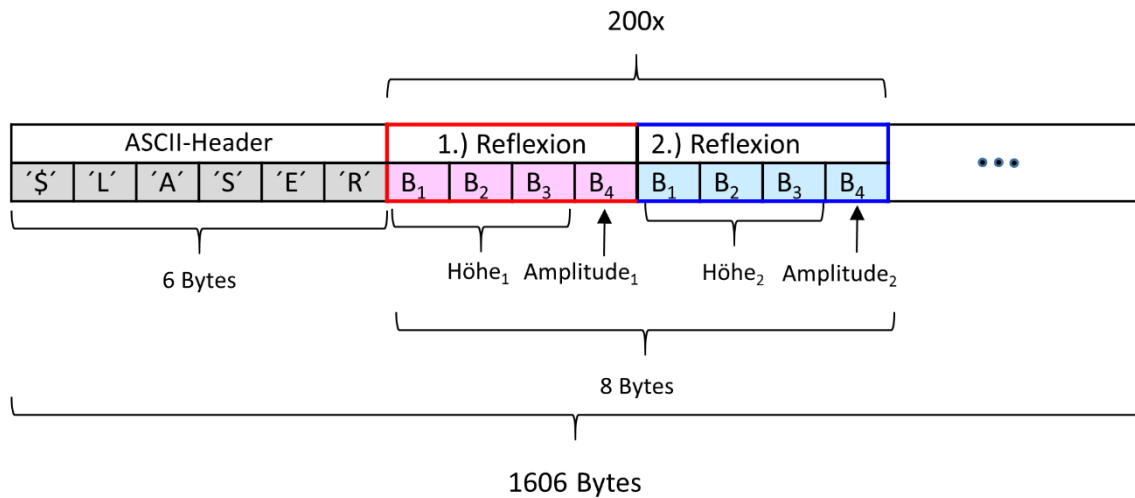 200x
ASCII-Header 1.) Reflexion 2.) Reflexion
´$´ ´L´ ´A´ ´S´ ´E´ ´R´ B₁ B₂ B₃ B₄ B₁ B₂ B₃ B₄
6 Bytes Höhe₁ Amplitude₁ Höhe₂ Amplitude₂
8 Bytes
1606 Bytes